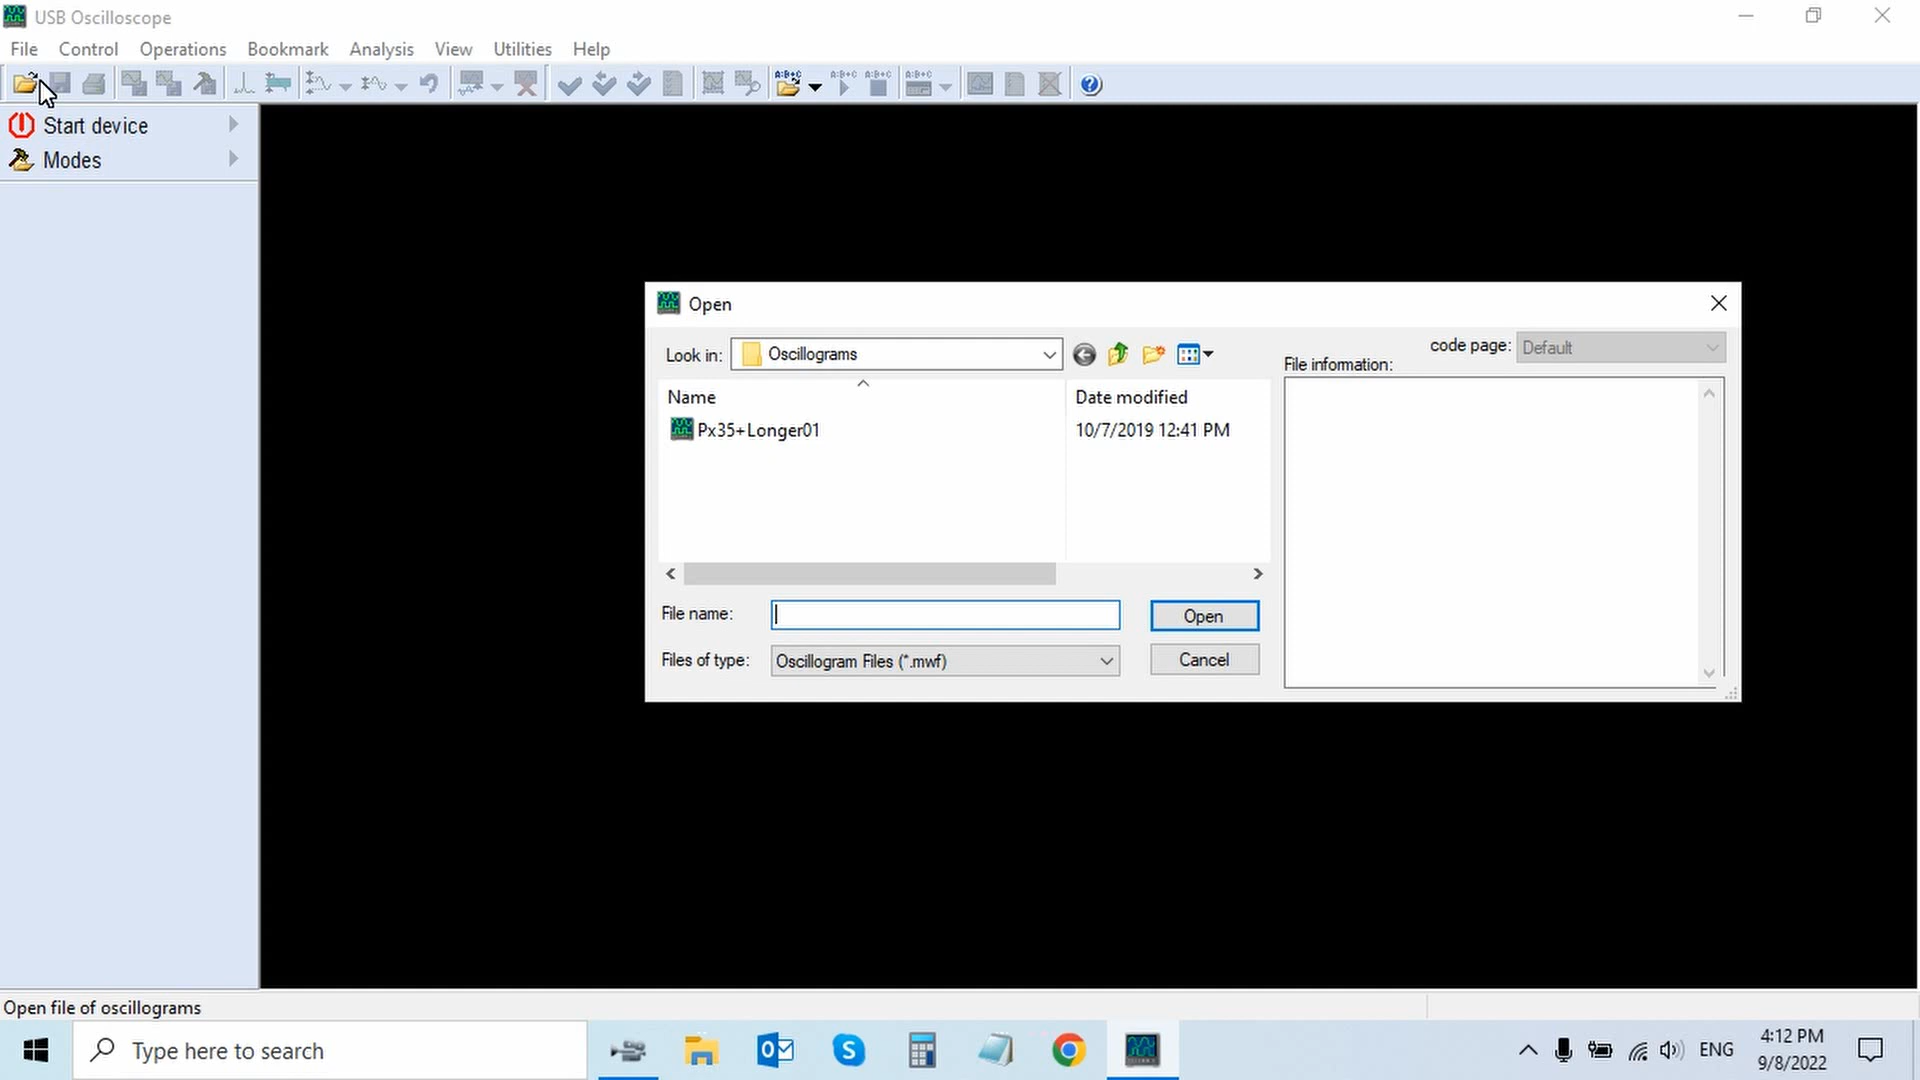 USB Oscilloscope
File Control Operations Bookmark Analysis View Utilities Help
A:B+C A:B+C A:B+C A:B+C
Start device
Modes
Open
Look in: Oscillograms
code page: Default
File information:
Name Date modified
Px35+Longer01 10/7/2019 12:41 PM
File name: Open
Files of type: Oscillogram Files (*.mwf) Cancel
Open file of oscillograms
Type here to search
ENG
4:12 PM
9/8/2022